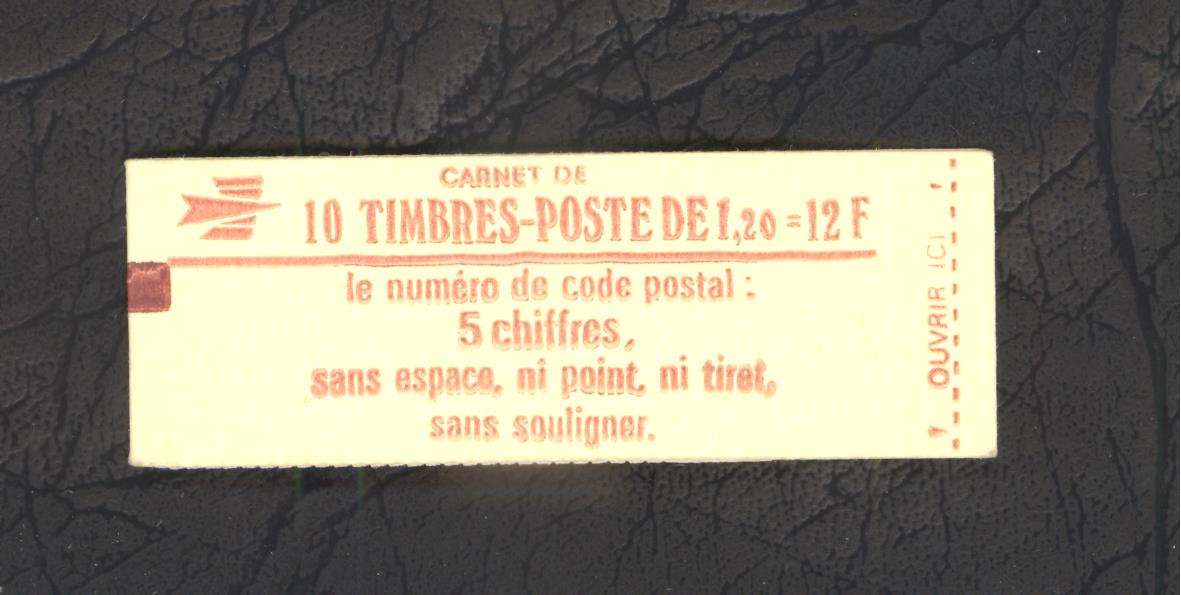 CARNET DE
10 TIMBRES-POSTE DE 1,20 = 12 F
le numéro de code postal :
5 chiffres,
sans espace, ni point, ni tiret,
sans souligner.
OUVRIR ICI